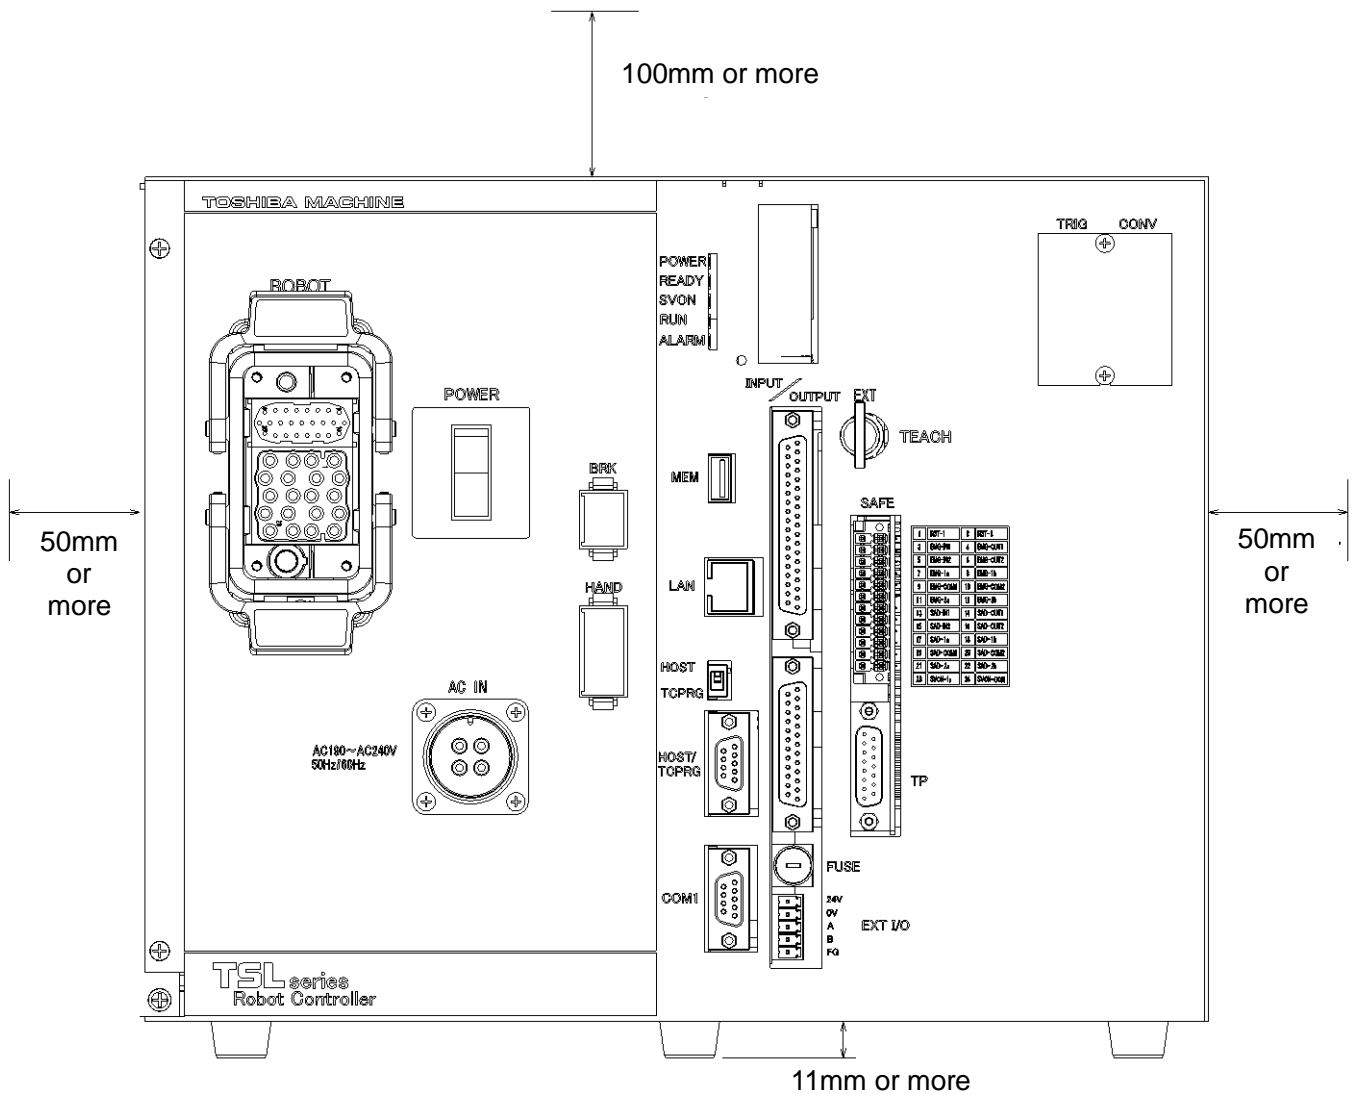 100mm or more
TOSHIBA MACHINE
TRIG CONV
POWER
READY
SVON
RUN
ALARM
ROBOT
POWER
INPUT
OUTPUT
EXT
TEACH
BRK
MEM
SAFE
50mm
or
more
50mm
or
more
LAN
HAND
HOST
TCPRG
AC IN
AC190~AC240V
50Hz/60Hz
HOST/
TCPRG
TP
FUSE
COM1
24V
0V
A
B
FG
EXT I/O
TSL series
Robot Controller
11mm or more